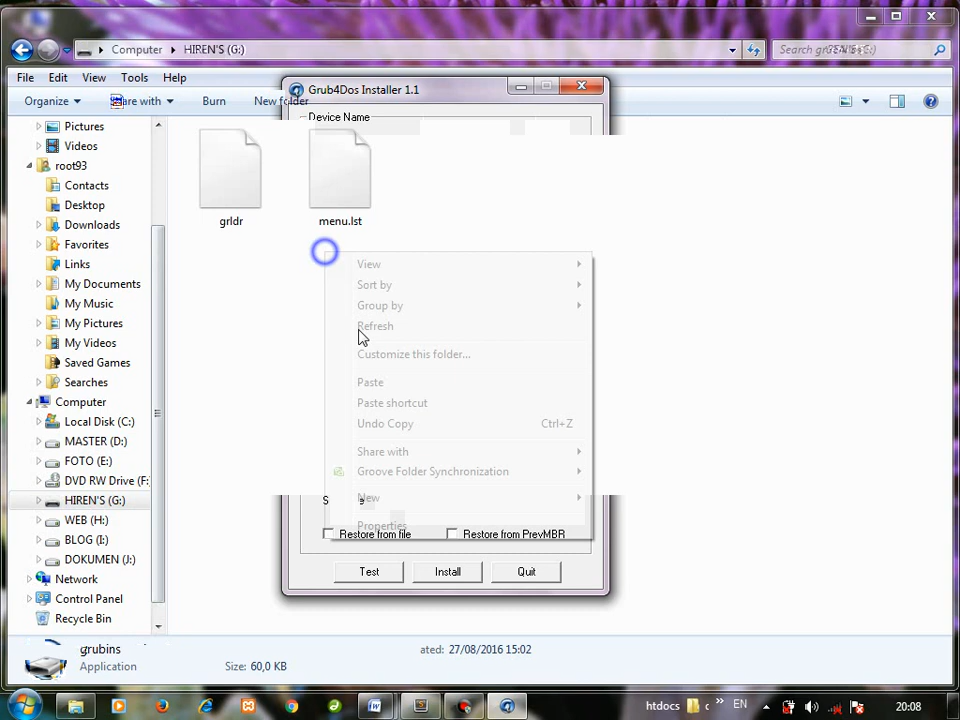 Computer ▸ HIREN'S (G:)
File Edit View Tools Help
Organize Share with Burn New folder
Grub4Dos Installer 1.1
Device Name
Pictures
Videos
root93
Contacts
Desktop
Downloads
Favorites
Links
My Documents
My Music
My Pictures
My Videos
Saved Games
Searches
Computer
Local Disk (C:)
MASTER (D:)
FOTO (E:)
DVD RW Drive (F:
HIREN'S (G:)
WEB (H:)
BLOG (I:)
DOKUMEN (J:)
Network
Control Panel
Recycle Bin
grldr
menu.lst
View
Sort by
Group by
Refresh
Customize this folder...
Paste
Paste shortcut
Undo Copy Ctrl+Z
Share with
Groove Folder Synchronization
New
Properties
Restore from file Restore from PrevMBR
Test Install Quit
grubins
Application
ated: 27/08/2016 15:02
Size: 60,0 KB
htdocs
EN
20:08